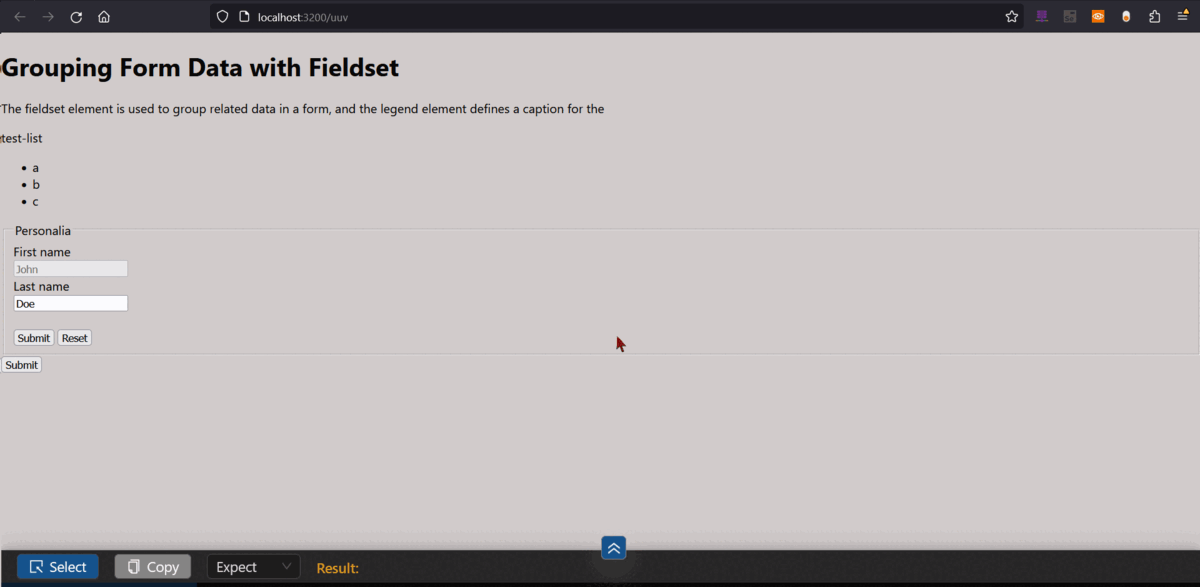 localhost:3200/uuv
Grouping Form Data with Fieldset
The fieldset element is used to group related data in a form, and the legend element defines a caption for the
test-list
a
b
c
Personalia
First name
John
Last name
Doe
Submit Reset
Submit
Select Copy Expect Result: